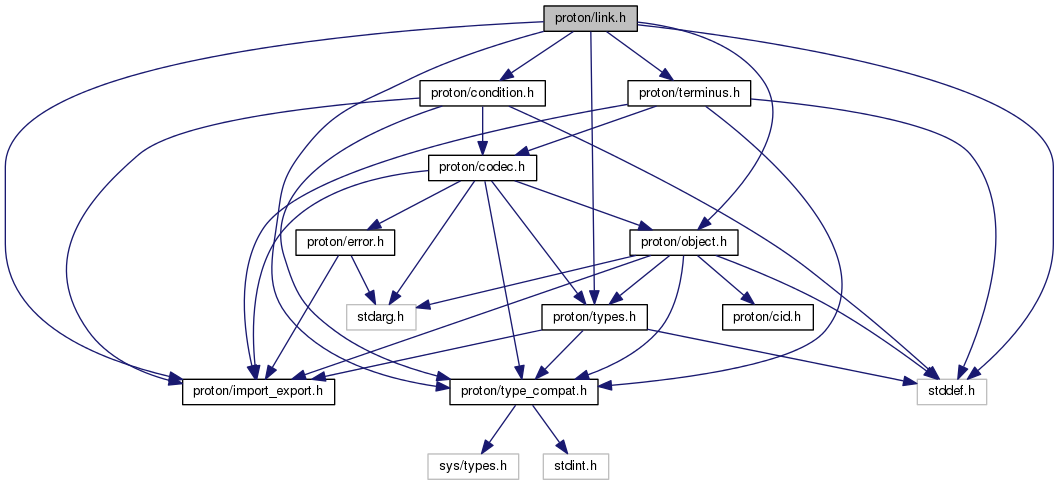 proton/link.h
proton/condition.h
proton/terminus.h
proton/codec.h
proton/error.h
proton/object.h
stdarg.h
proton/types.h
proton/cid.h
proton/import_export.h
proton/type_compat.h
stddef.h
sys/types.h
stdint.h